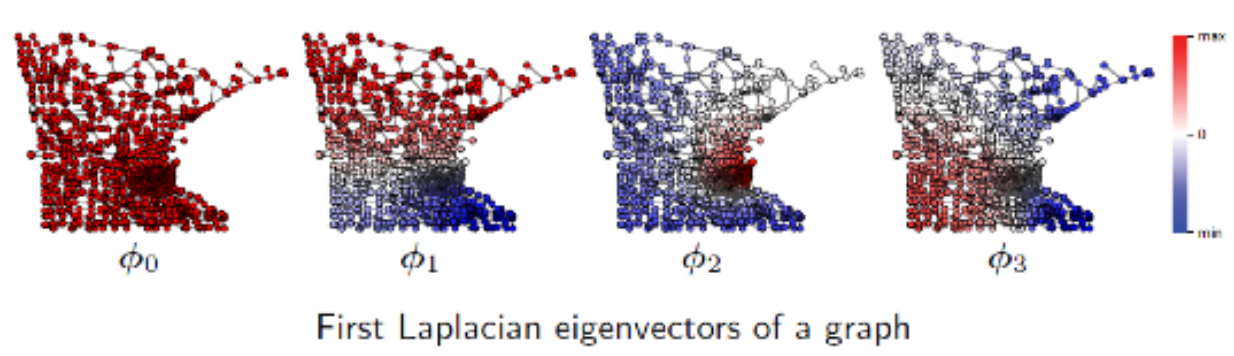 max
0
min
ϕ0 ϕ1 ϕ2 ϕ3
First Laplacian eigenvectors of a graph